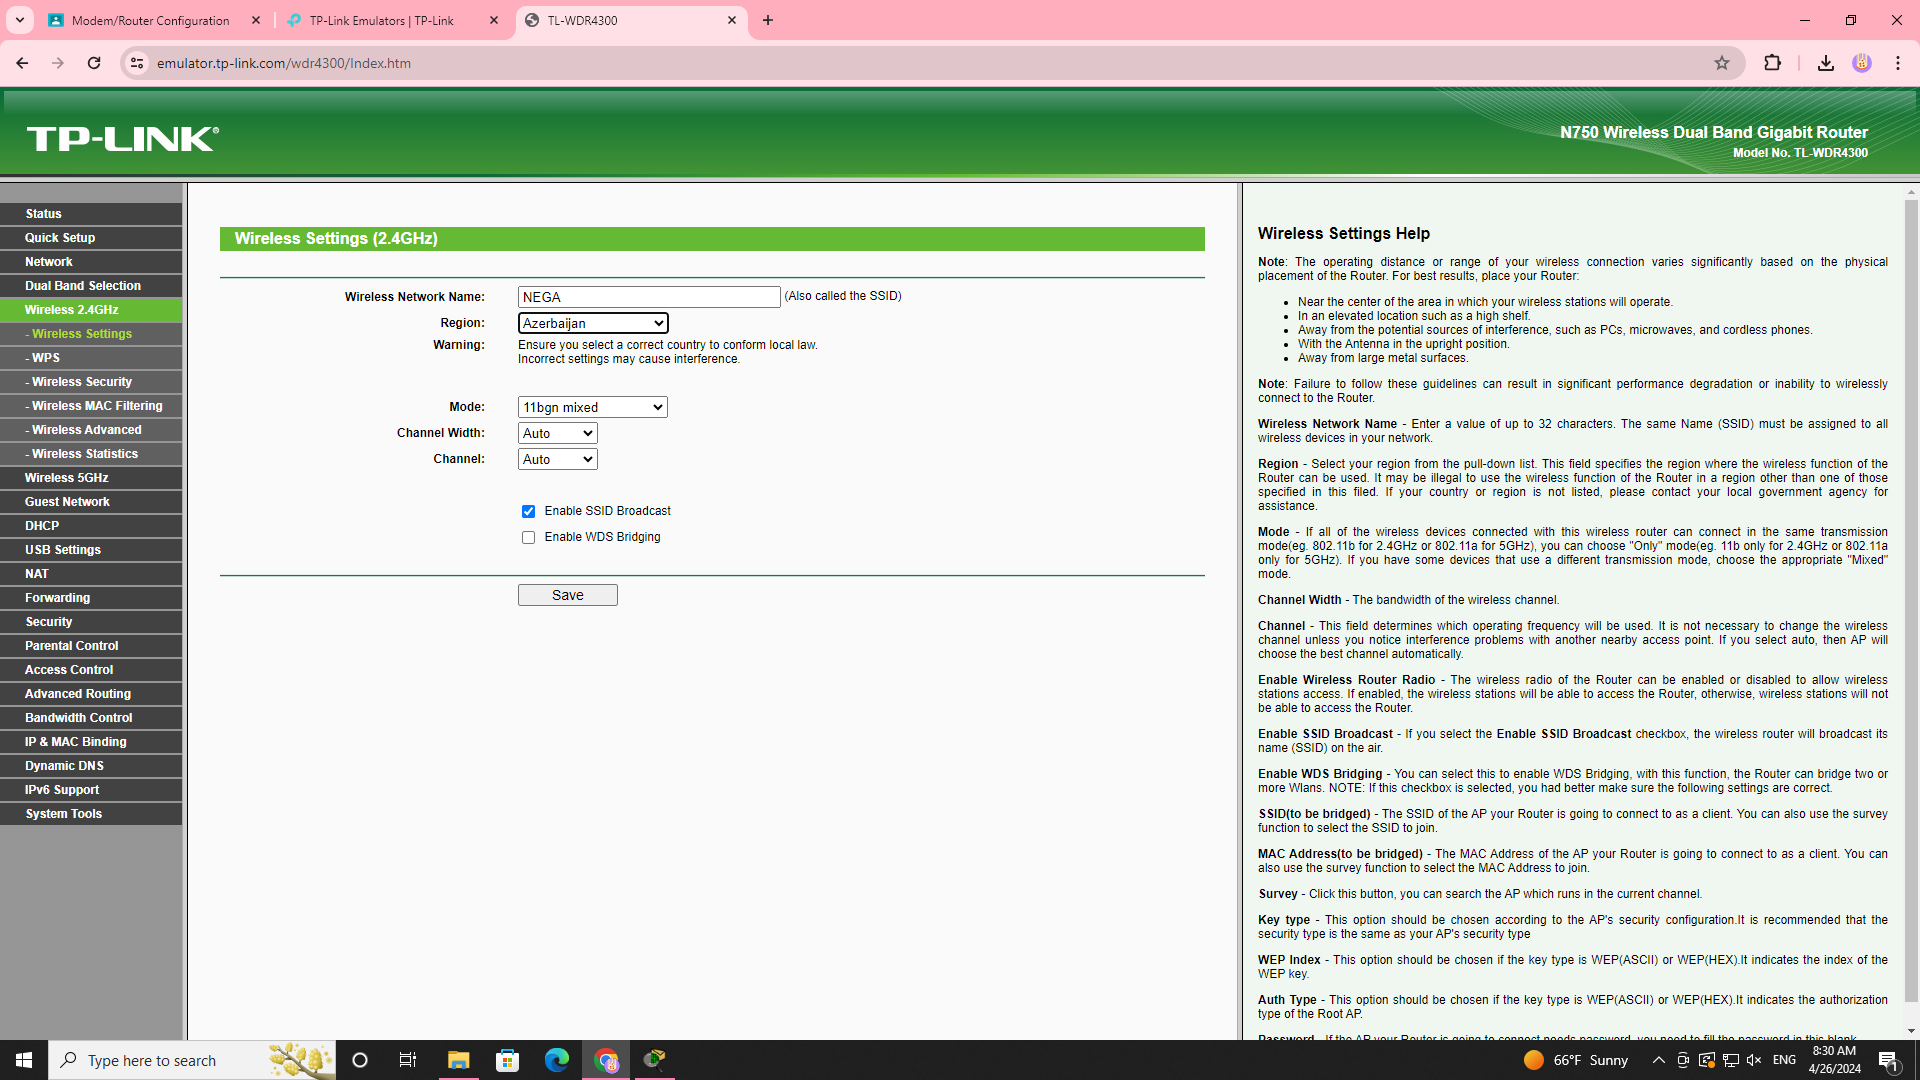 Modem/Router Configuration
TP-Link Emulators | TP-Link
TL-WDR4300
emulator.tp-link.com/wdr4300/Index.htm
TP-LINK®
N750 Wireless Dual Band Gigabit Router
Model No. TL-WDR4300
Status
Quick Setup
Network
Dual Band Selection
Wireless 2.4GHz
- Wireless Settings
- WPS
- Wireless Security
- Wireless MAC Filtering
- Wireless Advanced
- Wireless Statistics
Wireless 5GHz
Guest Network
DHCP
USB Settings
NAT
Forwarding
Security
Parental Control
Access Control
Advanced Routing
Bandwidth Control
IP & MAC Binding
Dynamic DNS
IPv6 Support
System Tools
Wireless Settings (2.4GHz)
Wireless Network Name: NEGA (Also called the SSID)
Region: Azerbaijan
Warning: Ensure you select a correct country to conform local law.
Incorrect settings may cause interference.
Mode: 11bgn mixed
Channel Width: Auto
Channel: Auto
Enable SSID Broadcast
Enable WDS Bridging
Save
Wireless Settings Help
Note: The operating distance or range of your wireless connection varies significantly based on the physical
placement of the Router. For best results, place your Router:
• Near the center of the area in which your wireless stations will operate.
• In an elevated location such as a high shelf.
• Away from the potential sources of interference, such as PCs, microwaves, and cordless phones.
• With the Antenna in the upright position.
• Away from large metal surfaces.
Note: Failure to follow these guidelines can result in significant performance degradation or inability to wirelessly
connect to the Router.
Wireless Network Name - Enter a value of up to 32 characters. The same Name (SSID) must be assigned to all
wireless devices in your network.
Region - Select your region from the pull-down list. This field specifies the region where the wireless function of the
Router can be used. It may be illegal to use the wireless function of the Router in a region other than one of those
specified in this filed. If your country or region is not listed, please contact your local government agency for
assistance.
Mode - If all of the wireless devices connected with this wireless router can connect in the same transmission
mode(eg. 802.11b for 2.4GHz or 802.11a for 5GHz), you can choose "Only" mode(eg. 11b only for 2.4GHz or 802.11a
only for 5GHz). If you have some devices that use a different transmission mode, choose the appropriate "Mixed"
mode.
Channel Width - The bandwidth of the wireless channel.
Channel - This field determines which operating frequency will be used. It is not necessary to change the wireless
channel unless you notice interference problems with another nearby access point. If you select auto, then AP will
choose the best channel automatically.
Enable Wireless Router Radio - The wireless radio of the Router can be enabled or disabled to allow wireless
stations access. If enabled, the wireless stations will be able to access the Router, otherwise, wireless stations will not
be able to access the Router.
Enable SSID Broadcast - If you select the Enable SSID Broadcast checkbox, the wireless router will broadcast its
name (SSID) on the air.
Enable WDS Bridging - You can select this to enable WDS Bridging, with this function, the Router can bridge two or
more Wlans. NOTE: If this checkbox is selected, you had better make sure the following settings are correct.
SSID(to be bridged) - The SSID of the AP your Router is going to connect to as a client. You can also use the survey
function to select the SSID to join.
MAC Address(to be bridged) - The MAC Address of the AP your Router is going to connect to as a client. You can
also use the survey function to select the MAC Address to join.
Survey - Click this button, you can search the AP which runs in the current channel.
Key type - This option should be chosen according to the AP's security configuration.It is recommended that the
security type is the same as your AP's security type
WEP Index - This option should be chosen if the key type is WEP(ASCII) or WEP(HEX).It indicates the index of the
WEP key.
Auth Type - This option should be chosen if the key type is WEP(ASCII) or WEP(HEX).It indicates the authorization
type of the Root AP.
Password - If the AP your Router is going to connect needs password, you need to fill the password in this blank.
Type here to search
66°F Sunny
ENG
8:30 AM
4/26/2024
1